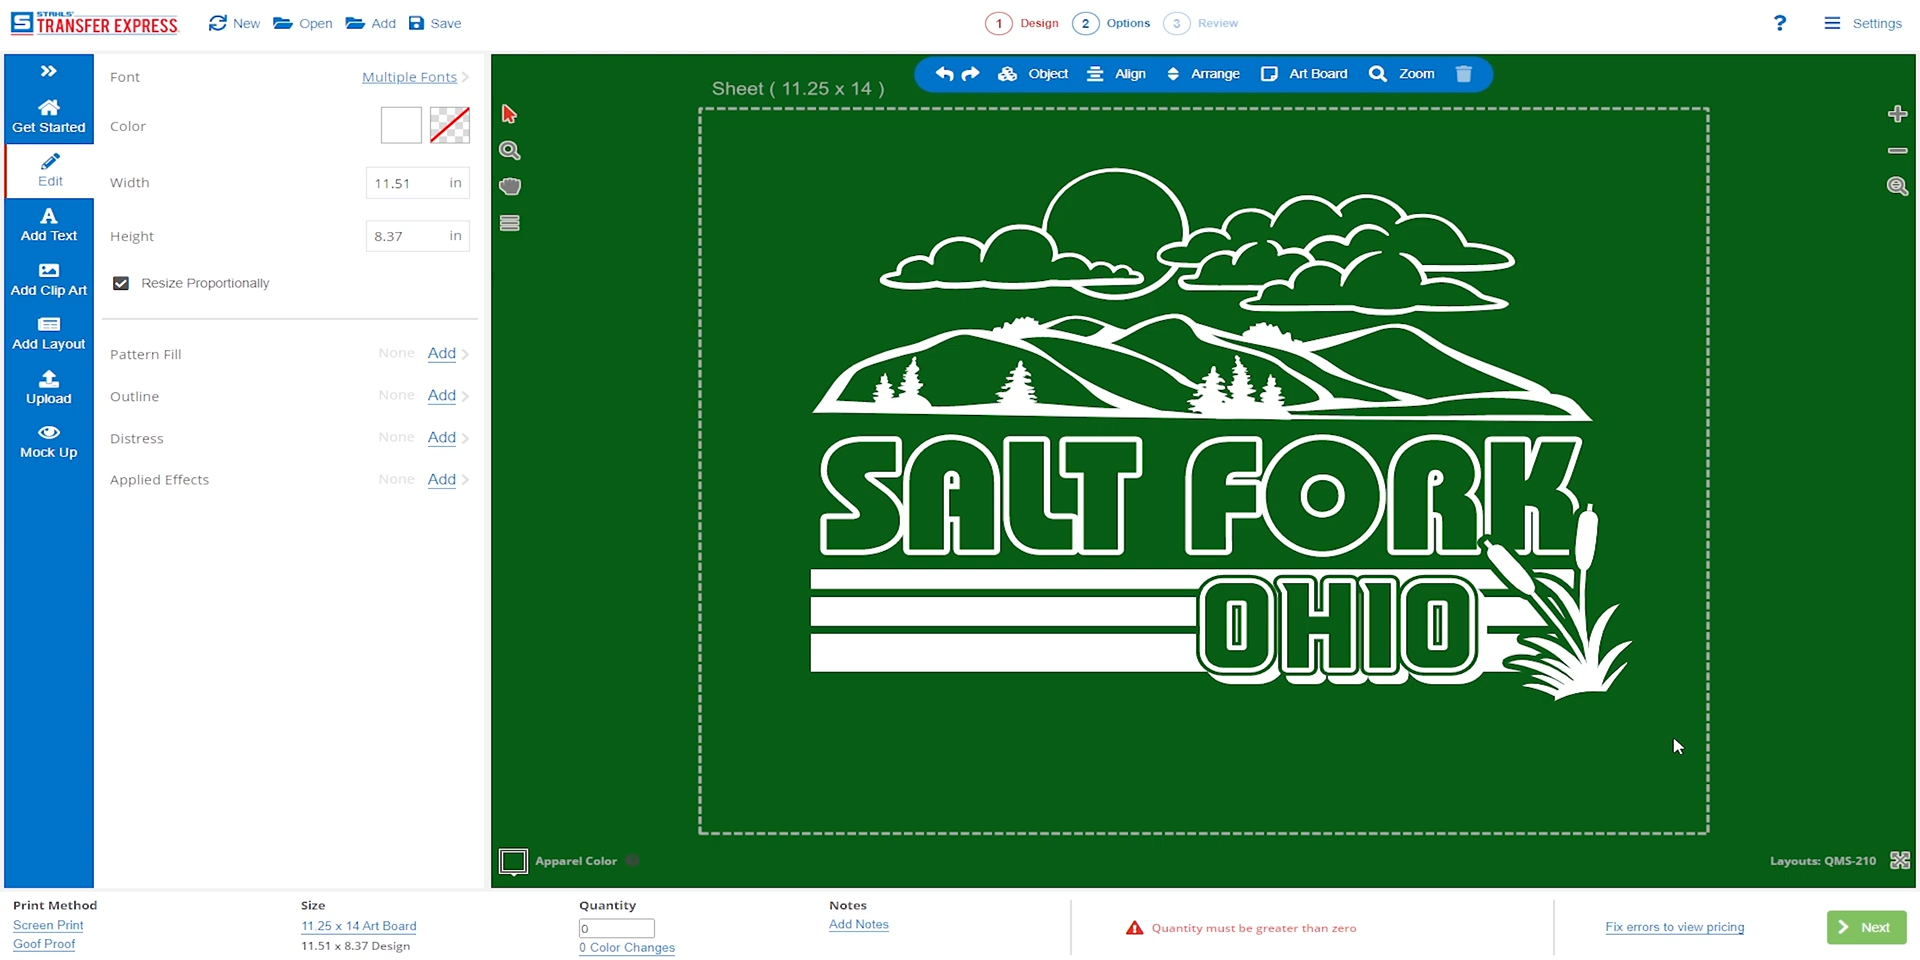 STAHLS'
TRANSFER EXPRESS
New
Open
Add
Save
1 Design
2 Options
3 Review
?
Settings
Get Started
Edit
Add Text
Add Clip Art
Add Layout
Upload
Mock Up
Font
Multiple Fonts
Color
Width
11.51 in
Height
8.37 in
Resize Proportionally
Pattern Fill None Add
Outline None Add
Distress None Add
Applied Effects None Add
Sheet ( 11.25 x 14 )
Object
Align
Arrange
Art Board
Zoom
SALT FORK
OHIO
Apparel Color
Layouts: QMS-210
Print Method
Screen Print
Goof Proof
Size
11.25 x 14 Art Board
11.51 x 8.37 Design
Quantity
0
0 Color Changes
Notes
Add Notes
Quantity must be greater than zero
Fix errors to view pricing
Next